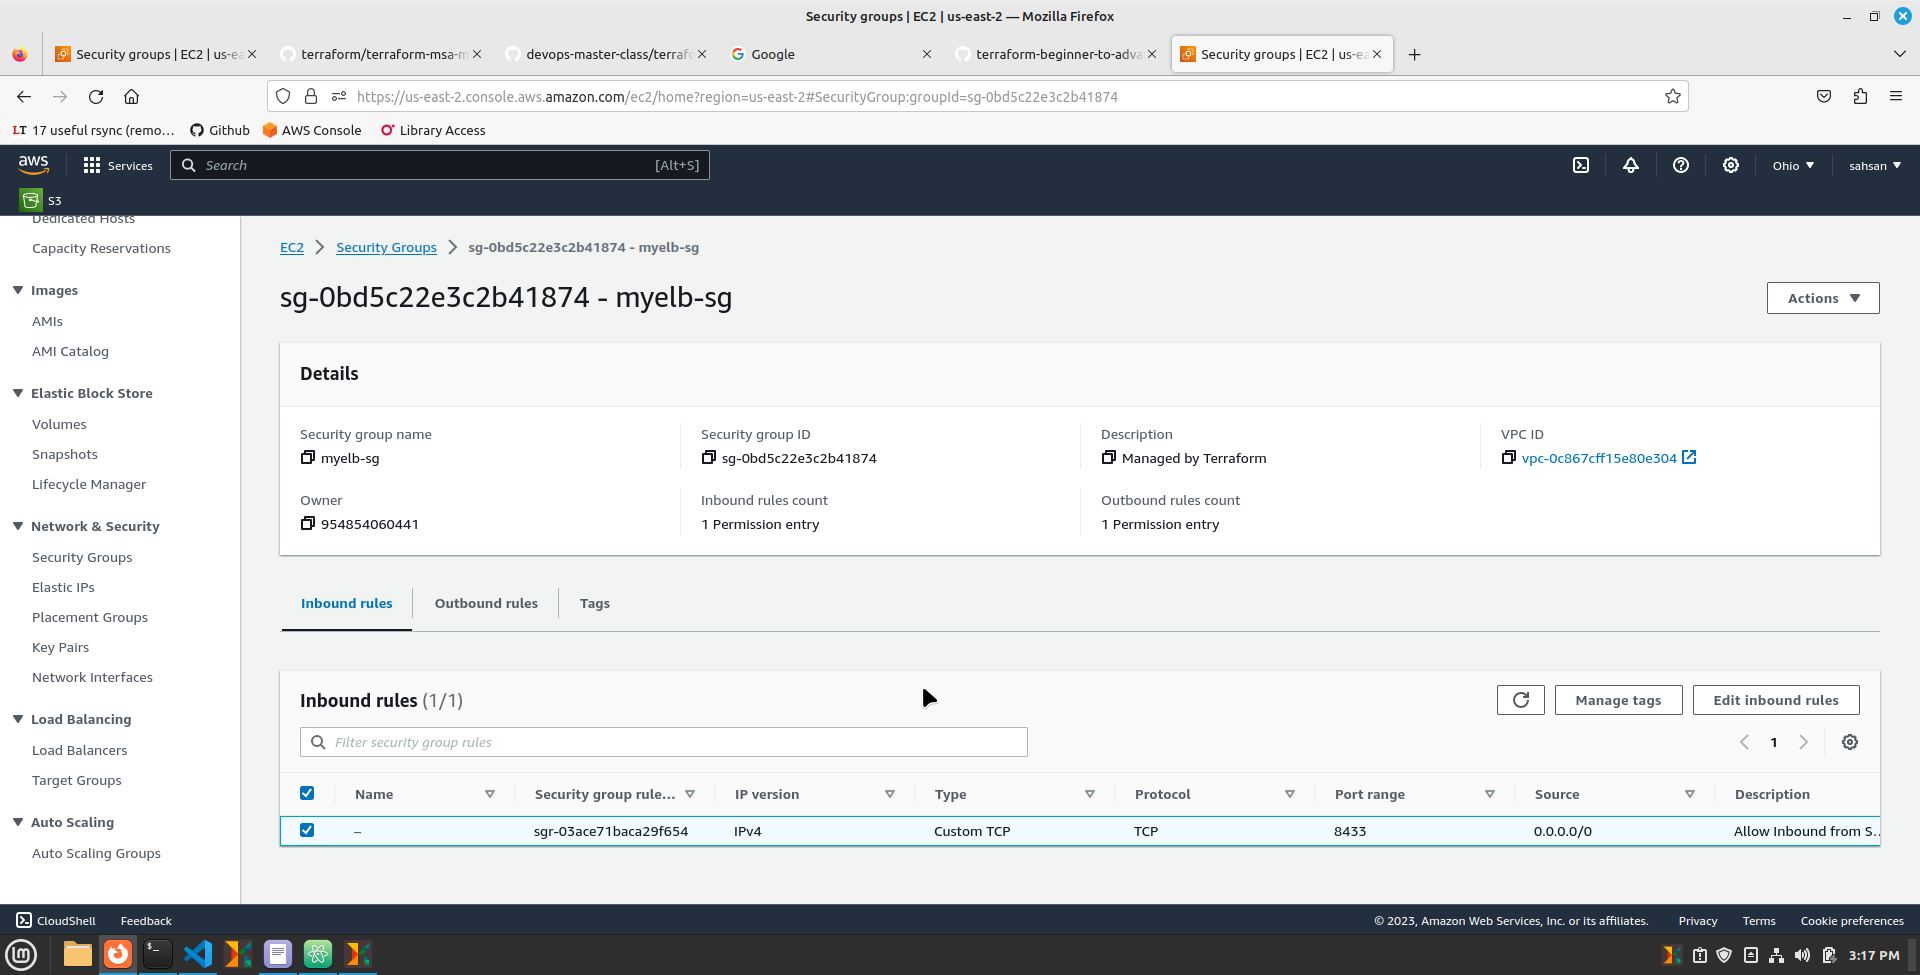 Security groups | EC2 | us-east-2 — Mozilla Firefox
Security groups | EC2 | us-ea
terraform/terraform-msa-m
devops-master-class/terrafo
Google
terraform-beginner-to-adva
Security groups | EC2 | us-ea
https://us-east-2.console.aws.amazon.com/ec2/home?region=us-east-2#SecurityGroup:groupId=sg-0bd5c22e3c2b41874
LT 17 useful rsync (remo… Github AWS Console Library Access
aws Services Search [Alt+S] Ohio sahsan
S3
Dedicated Hosts
Capacity Reservations
Images
AMIs
AMI Catalog
Elastic Block Store
Volumes
Snapshots
Lifecycle Manager
Network & Security
Security Groups
Elastic IPs
Placement Groups
Key Pairs
Network Interfaces
Load Balancing
Load Balancers
Target Groups
Auto Scaling
Auto Scaling Groups
EC2 Security Groups sg-0bd5c22e3c2b41874 - myelb-sg
sg-0bd5c22e3c2b41874 - myelb-sg
Actions
Details
Security group name
myelb-sg
Security group ID
sg-0bd5c22e3c2b41874
Description
Managed by Terraform
VPC ID
vpc-0c867cff15e80e304
Owner
954854060441
Inbound rules count
1 Permission entry
Outbound rules count
1 Permission entry
Inbound rules Outbound rules Tags
Inbound rules (1/1)
Manage tags Edit inbound rules
Filter security group rules
1
Name Security group rule... IP version Type Protocol Port range Source Description
– sgr-03ace71baca29f654 IPv4 Custom TCP TCP 8433 0.0.0.0/0 Allow Inbound from S...
CloudShell Feedback © 2023, Amazon Web Services, Inc. or its affiliates. Privacy Terms Cookie preferences
3:17 PM